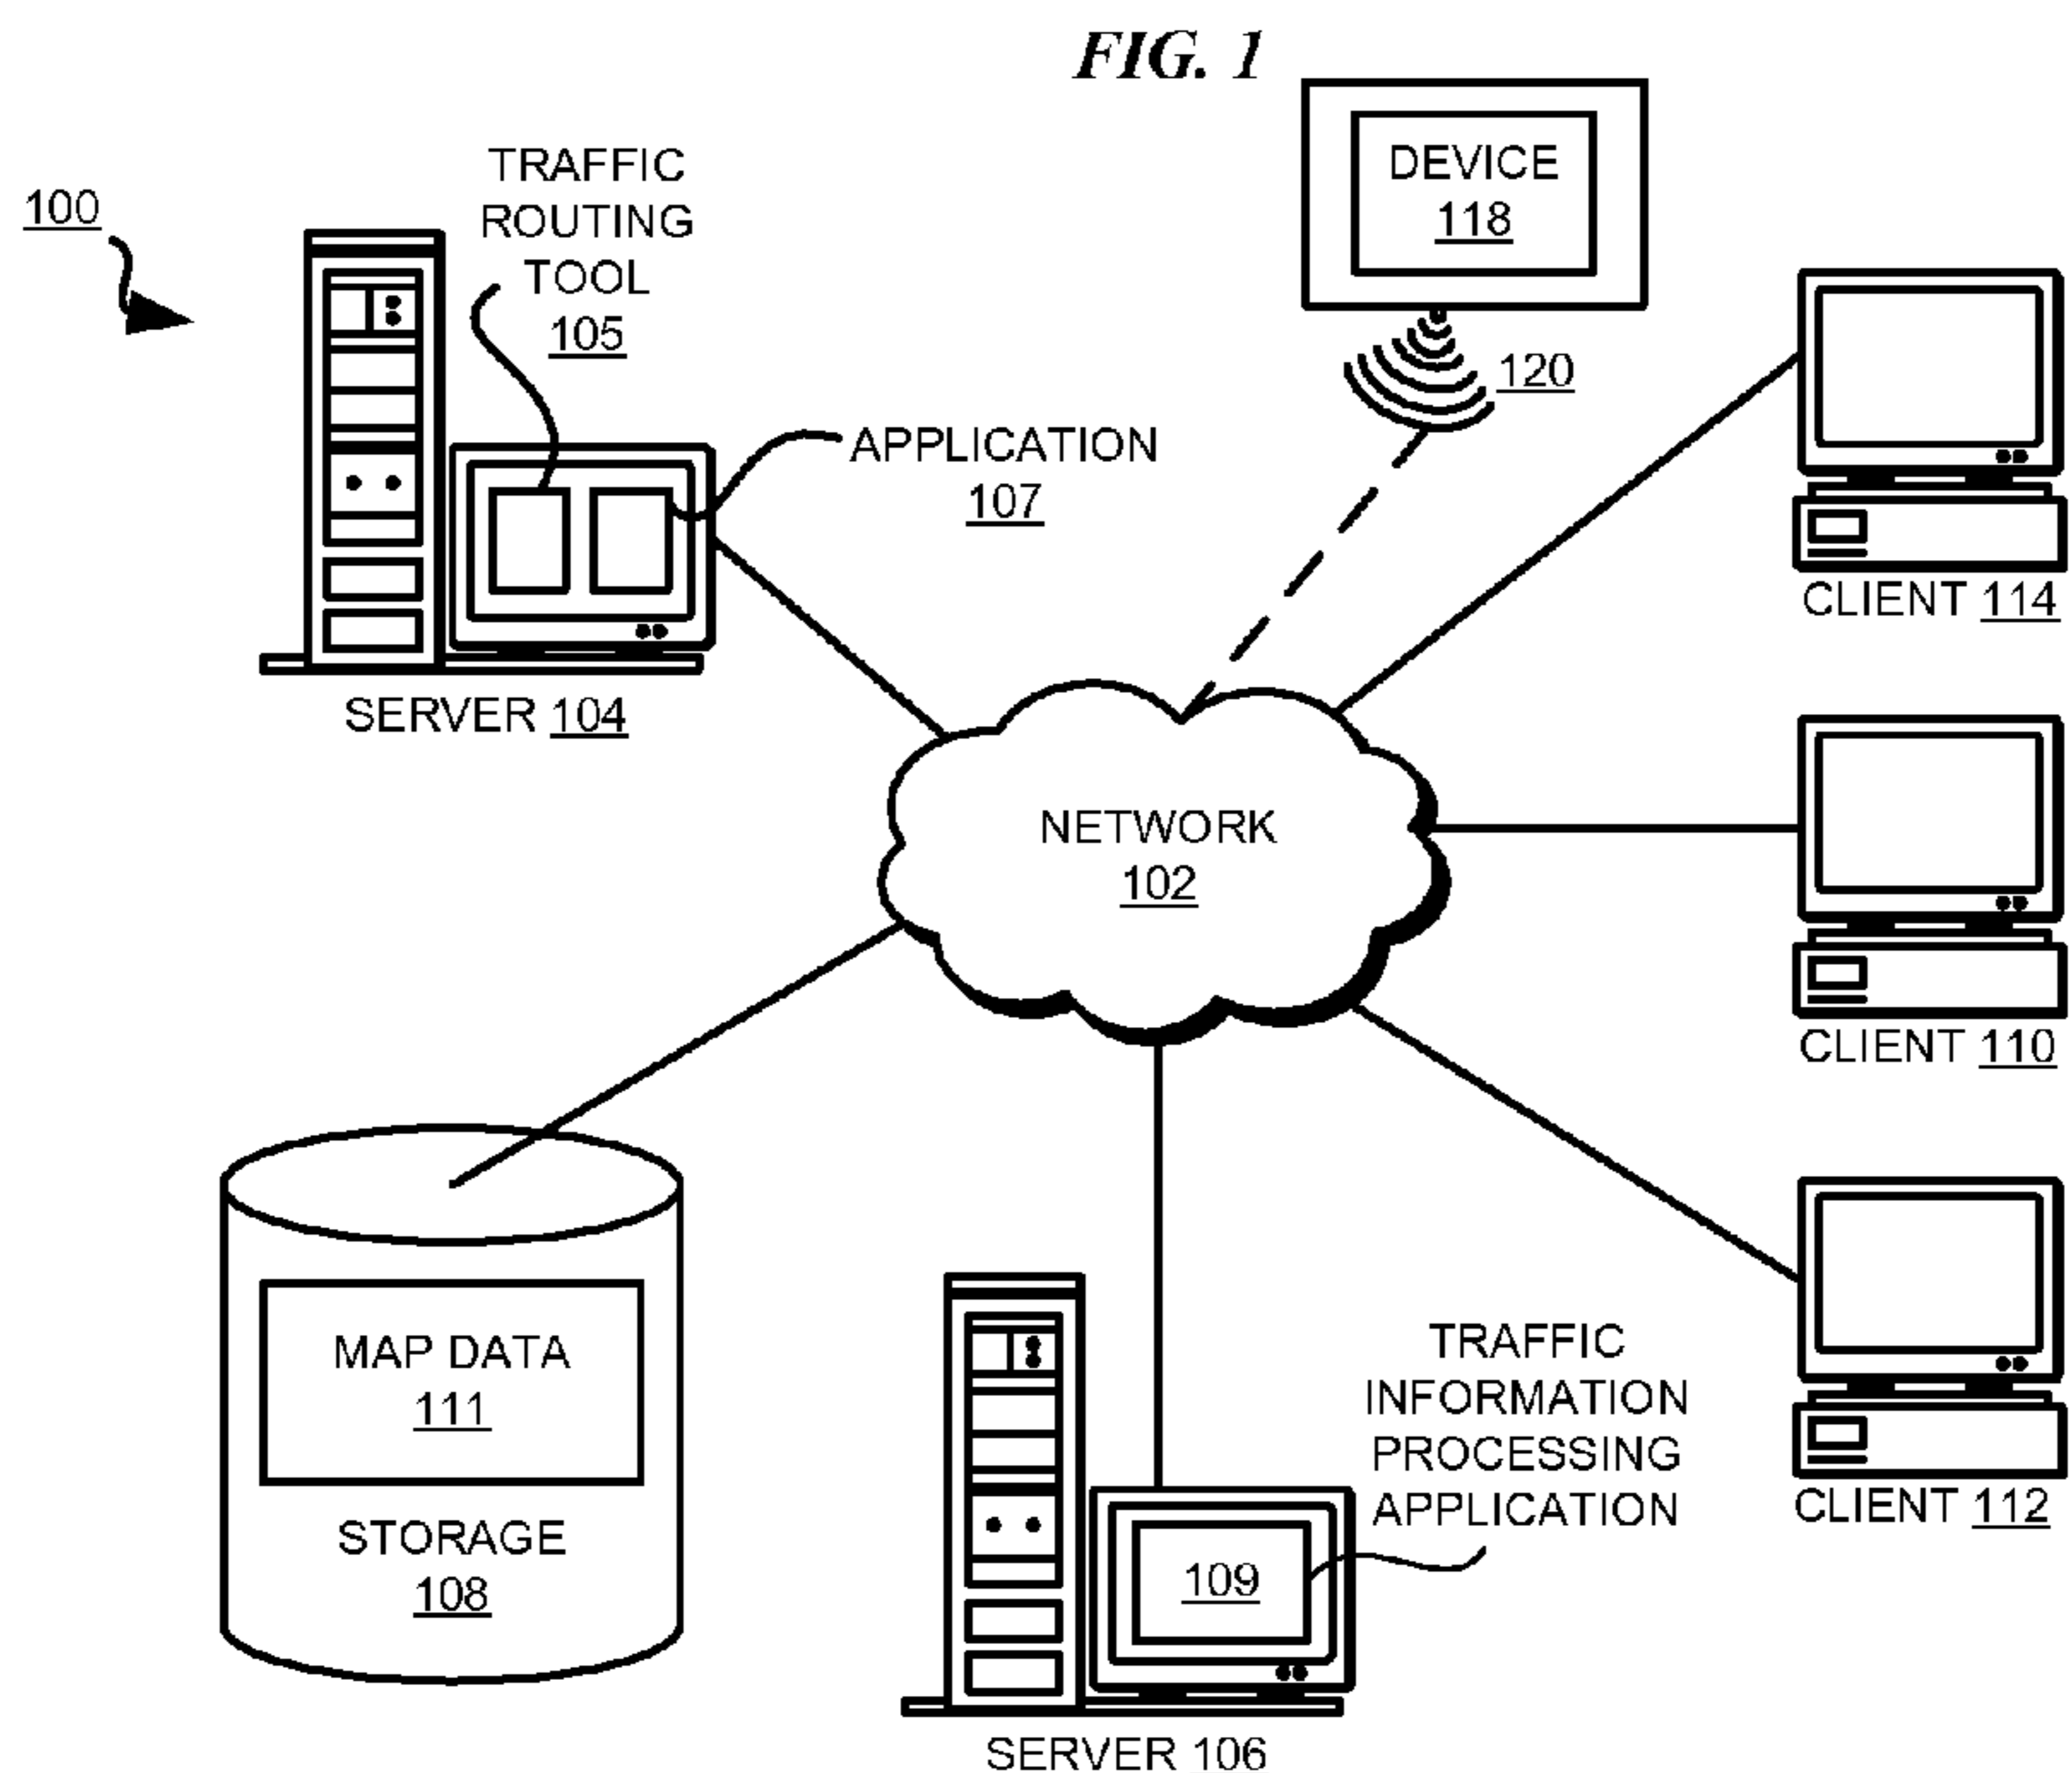 FIG. 1
100
TRAFFIC
ROUTING
TOOL
105
DEVICE
118
120
APPLICATION
107
CLIENT 114
SERVER 104
NETWORK
102
CLIENT 110
MAP DATA
111
STORAGE
108
TRAFFIC
INFORMATION
PROCESSING
APPLICATION
109
CLIENT 112
SERVER 106